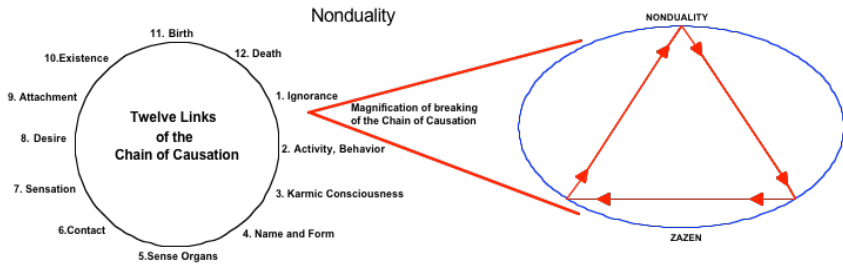 Nonduality
11. Birth
12. Death
1. Ignorance
2. Activity, Behavior
3. Karmic Consciousness
4. Name and Form
5.Sense Organs
6.Contact
7. Sensation
8. Desire
9. Attachment
10.Existence
Twelve Links
of the
Chain of Causation
Magnification of breaking
of the Chain of Causation
NONDUALITY
ZAZEN